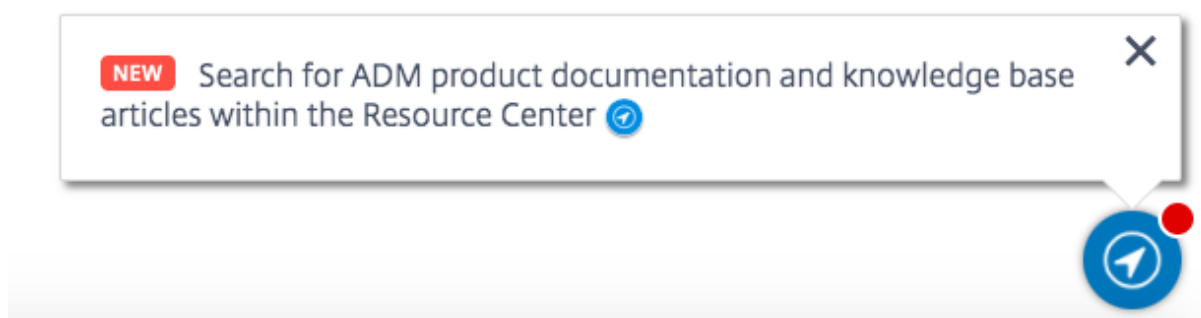 NEW Search for ADM product documentation and knowledge base
articles within the Resource Center